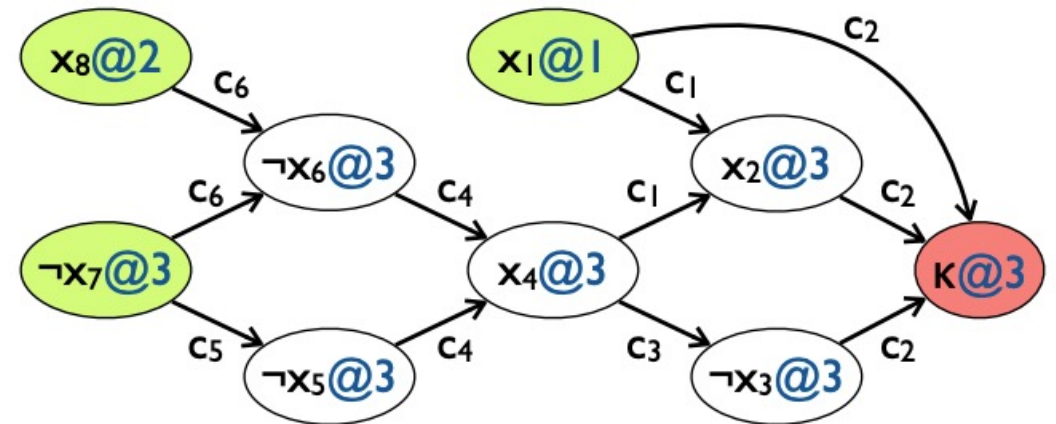 x₈@2
x₁@1
c₂
c₆
c₁
¬x₆@3
x₂@3
c₆
c₄
c₁
c₂
¬x₇@3
x₄@3
κ@3
c₅
c₄
c₃
c₂
¬x₅@3
¬x₃@3